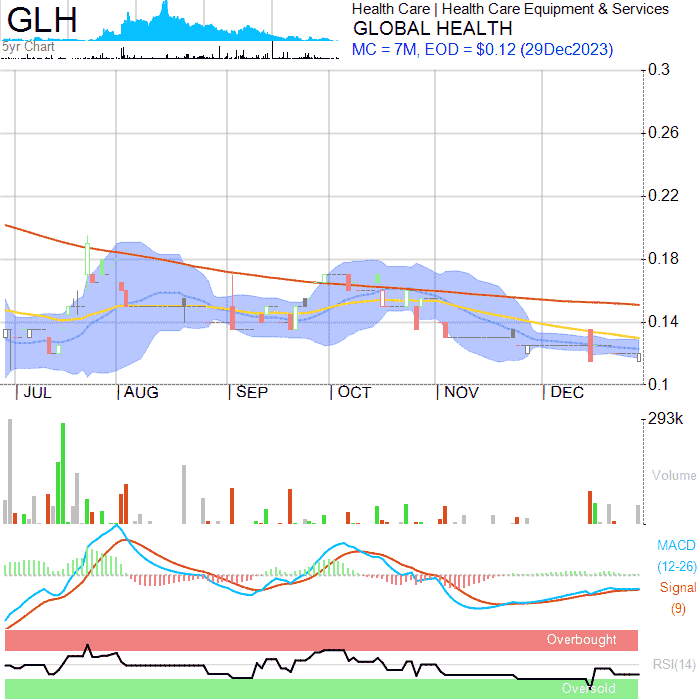 GLH
5yr Chart
Health Care | Health Care Equipment & Services
GLOBAL HEALTH
MC = 7M, EOD = $0.12 (29Dec2023)
0.3
0.26
0.22
0.18
0.14
0.1
JUL AUG SEP OCT NOV DEC
293k
Volume
MACD
(12-26)
Signal
(9)
Overbought
RSI(14)
Oversold